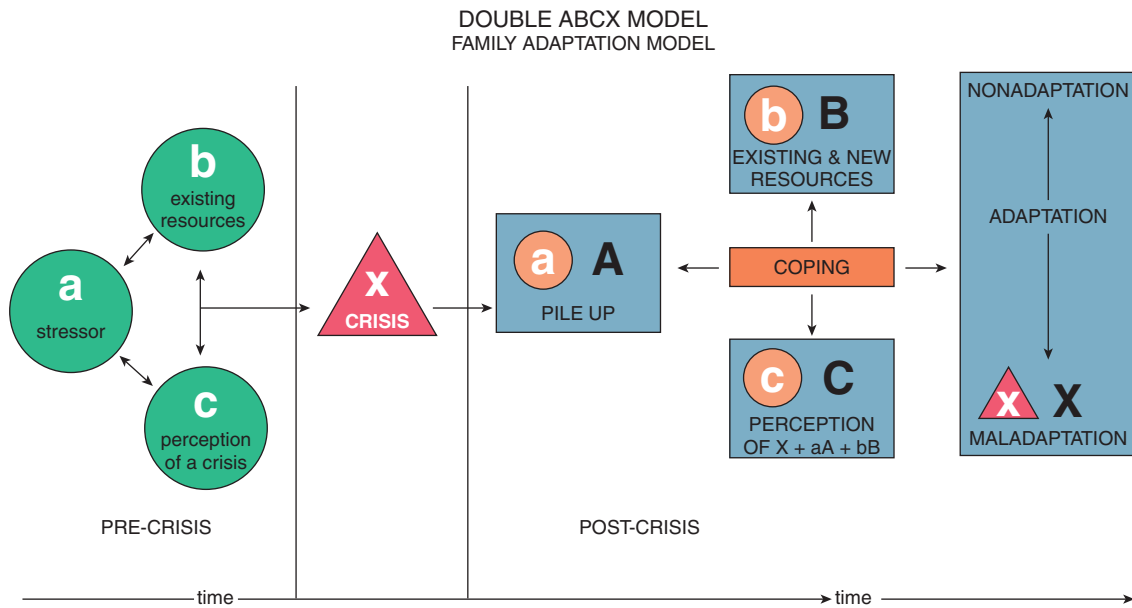 DOUBLE ABCX MODEL
FAMILY ADAPTATION MODEL
b
existing
resources
a
stressor
c
perception
of a crisis
x
CRISIS
a A
PILE UP
b B
EXISTING & NEW
RESOURCES
COPING
c C
PERCEPTION
OF X + aA + bB
NONADAPTATION
ADAPTATION
x X
MALADAPTATION
PRE-CRISIS
POST-CRISIS
time
time